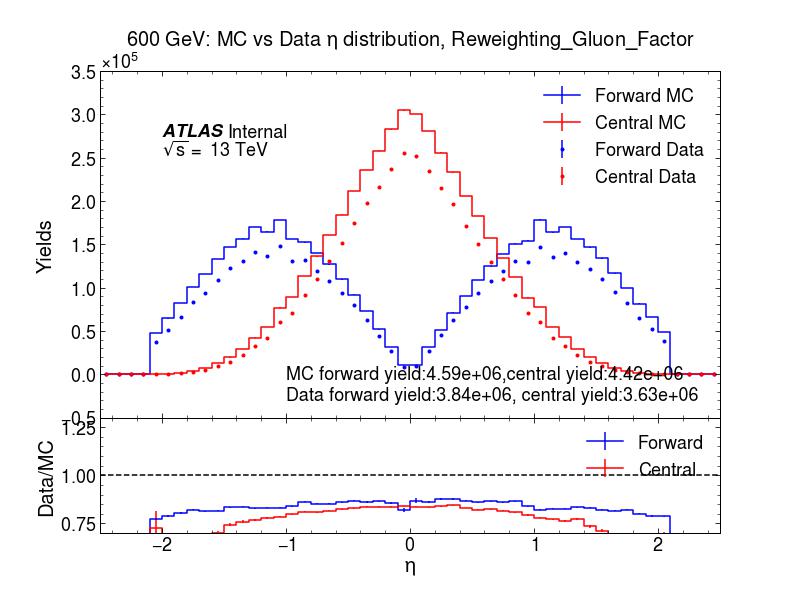 600 GeV: MC vs Data η distribution, Reweighting_Gluon_Factor
×10⁵
3.5
3.0
2.5
2.0
1.5
1.0
0.5
0.0
0.5
Yields
ATLAS Internal
√s = 13 TeV
Forward MC
Central MC
Forward Data
Central Data
MC forward yield:4.59e+06,central yield:4.42e+06
Data forward yield:3.84e+06, central yield:3.63e+06
1.25
1.00
0.75
Data/MC
Forward
Central
−2 −1 0 1 2
η